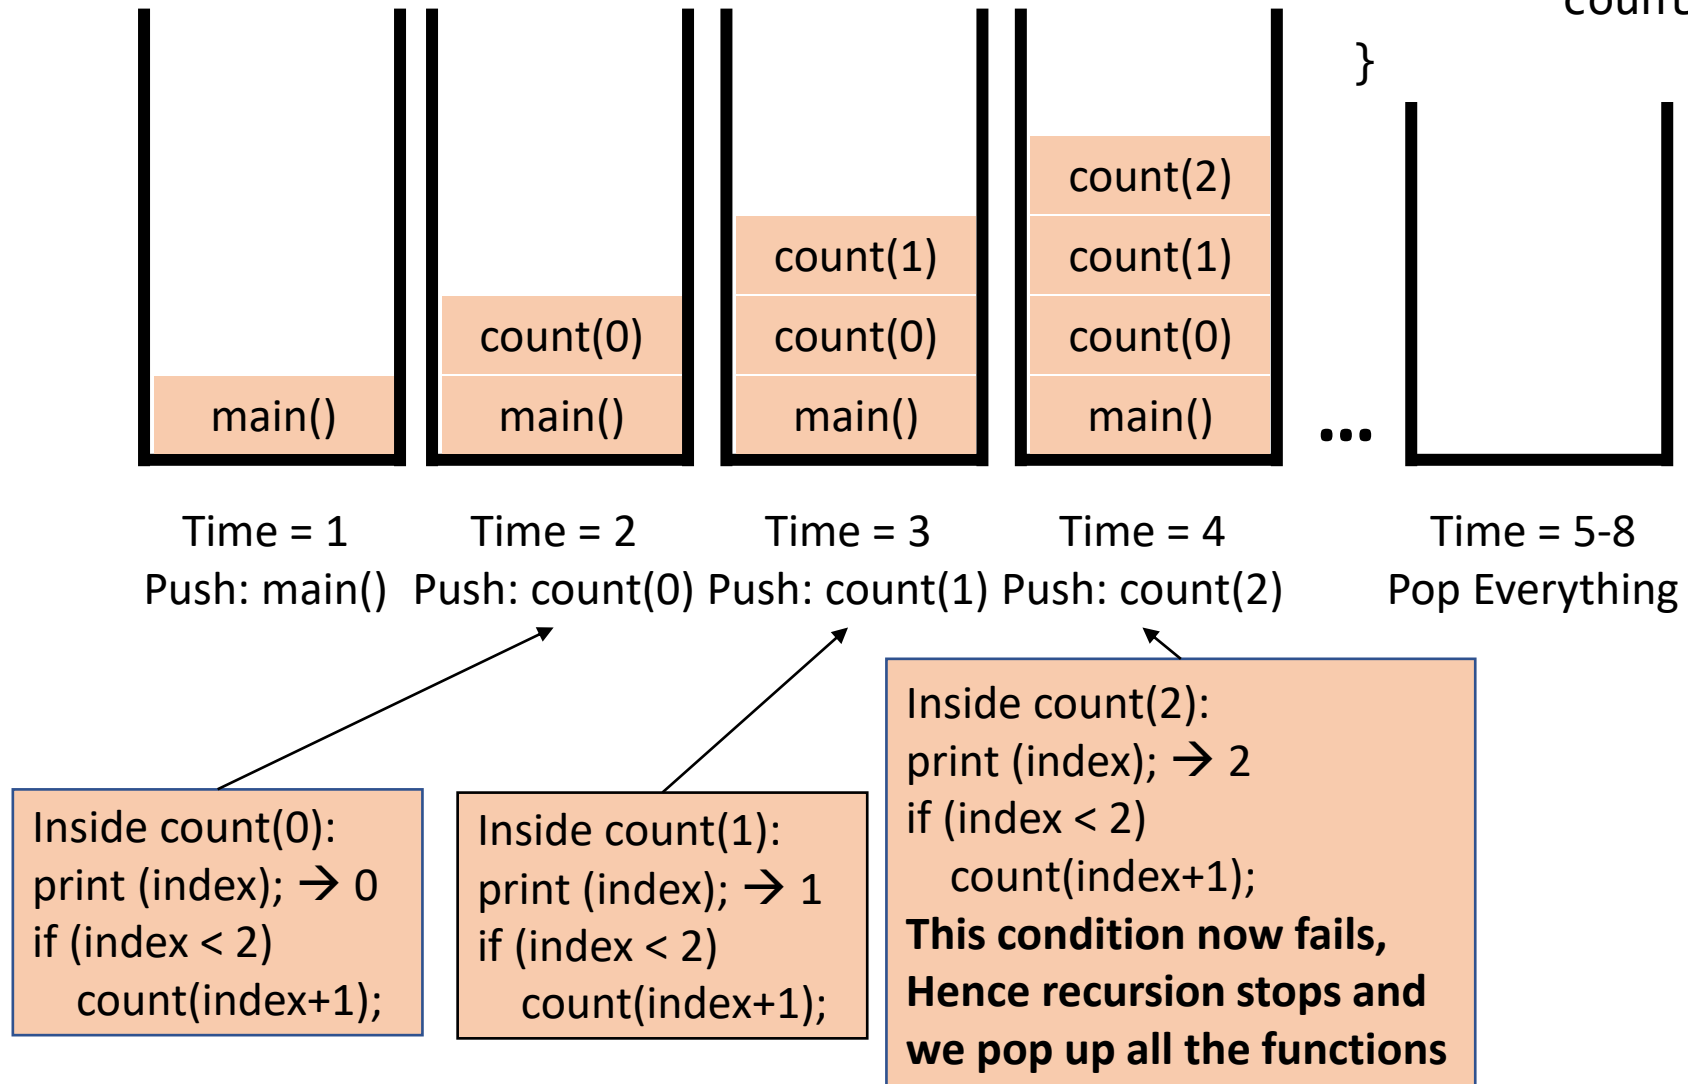 }
count(2)
count(1)
count(1)
count(1)
count(0)
count(0)
count(0)
main()
main()
main()
main()
...
Time = 1
Push: main()
Time = 2
Push: count(0)
Time = 3
Push: count(1)
Time = 4
Push: count(2)
Time = 5-8
Pop Everything
Inside count(0):
print (index); → 0
if (index < 2)
count(index+1);
Inside count(1):
print (index); → 1
if (index < 2)
count(index+1);
Inside count(2):
print (index); → 2
if (index < 2)
count(index+1);
This condition now fails,
Hence recursion stops and
we pop up all the functions